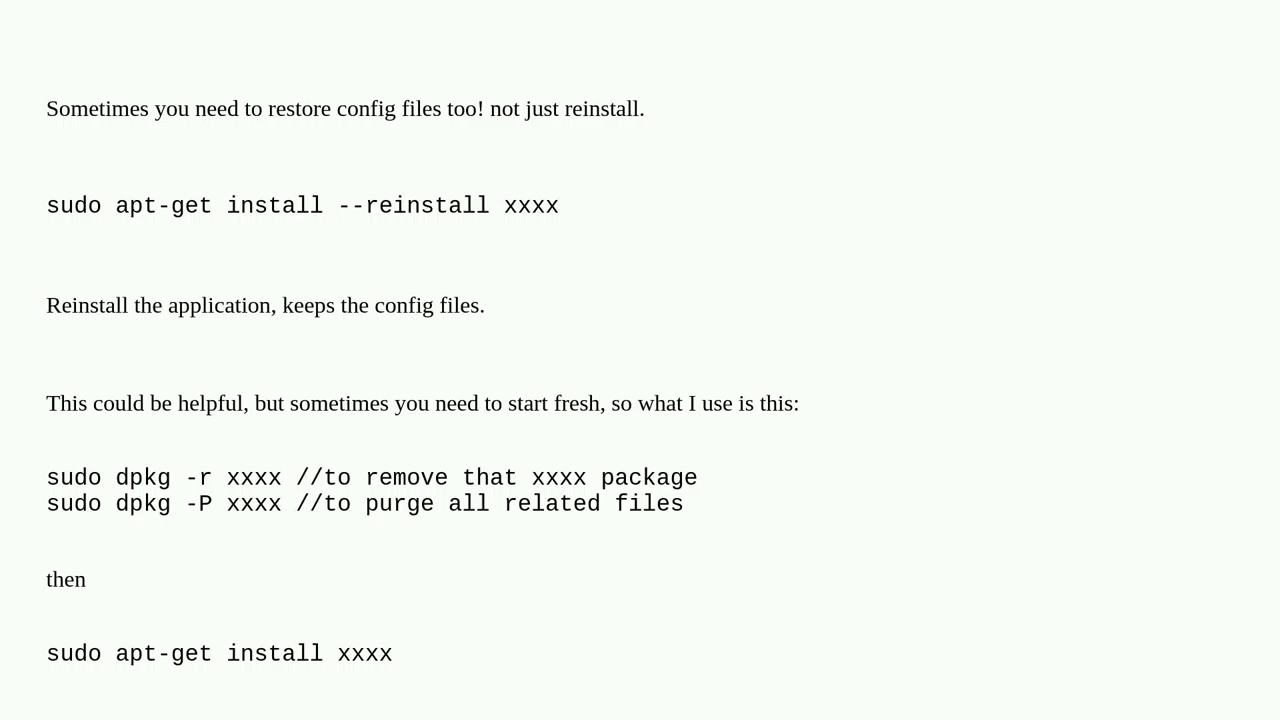 Sometimes you need to restore config files too! not just reinstall.
sudo apt-get install --reinstall xxxx
Reinstall the application, keeps the config files.
This could be helpful, but sometimes you need to start fresh, so what I use is this:
sudo dpkg -r xxxx //to remove that xxxx package
sudo dpkg -P xxxx //to purge all related files
then
sudo apt-get install xxxx